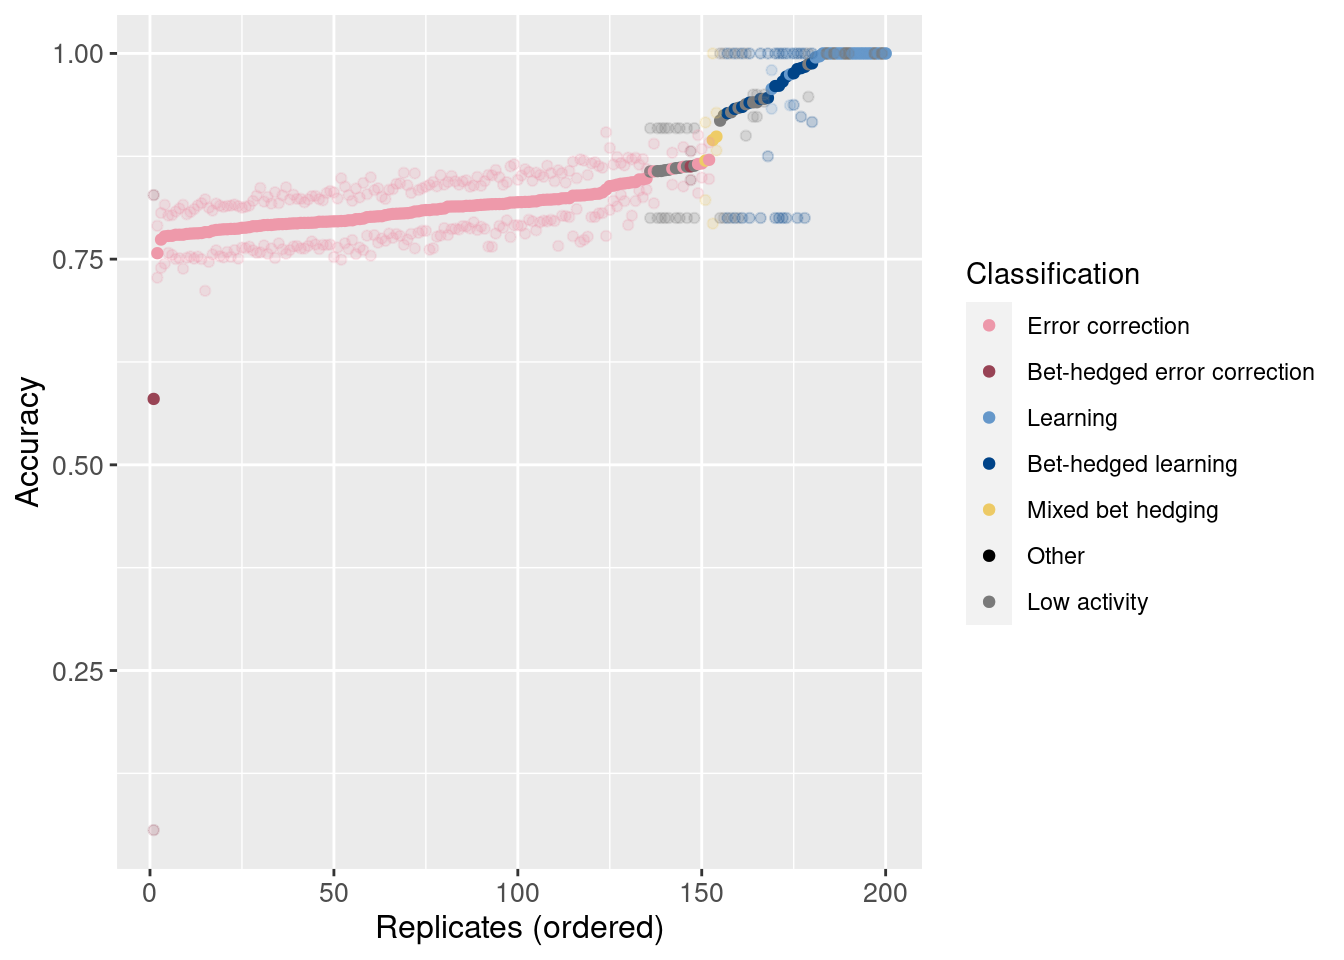 1.00
0.75
0.50
0.25
Accuracy
0
50
100
150
200
Replicates (ordered)
Classification
Error correction
Bet-hedged error correction
Learning
Bet-hedged learning
Mixed bet hedging
Other
Low activity